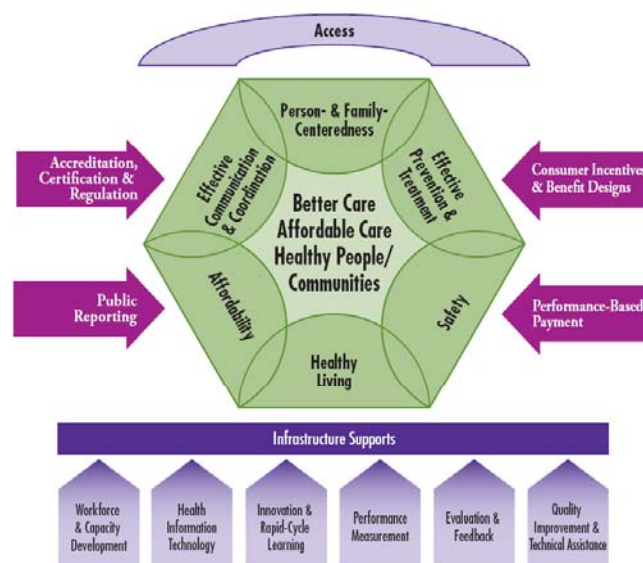 Access
Person- & Family-
Centeredness
Effective
Communication
& Coordination
Effective
Prevention &
Treatment
Accreditation,
Certification &
Regulation
Consumer Incentives
& Benefit Designs
Better Care
Affordable Care
Healthy People/
Communities
Public
Reporting
Affordability
Safety
Performance-Based
Payment
Healthy
Living
Infrastructure Supports
Workforce
& Capacity
Development
Health
Information
Technology
Innovation &
Rapid-Cycle
Learning
Performance
Measurement
Evaluation &
Feedback
Quality
Improvement &
Technical Assistance